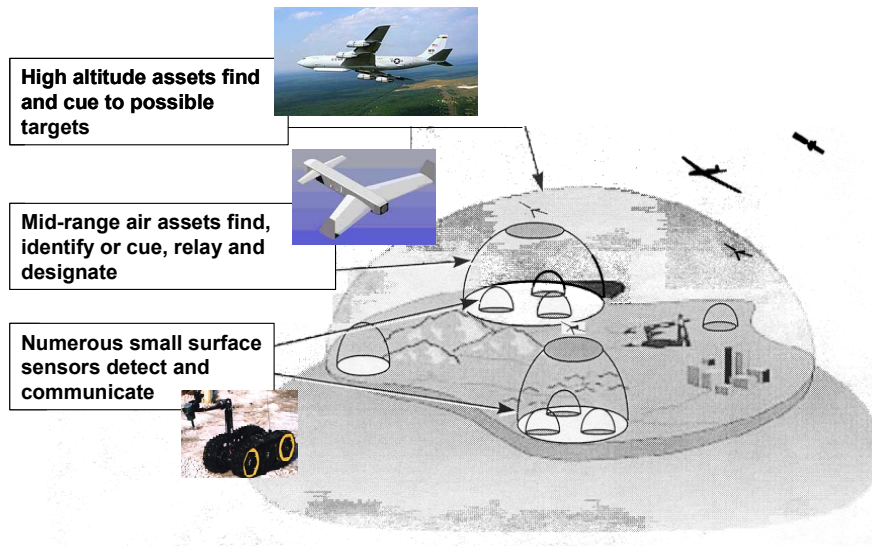 High altitude assets find
and cue to possible
targets
Mid-range air assets find,
identify or cue, relay and
designate
Numerous small surface
sensors detect and
communicate